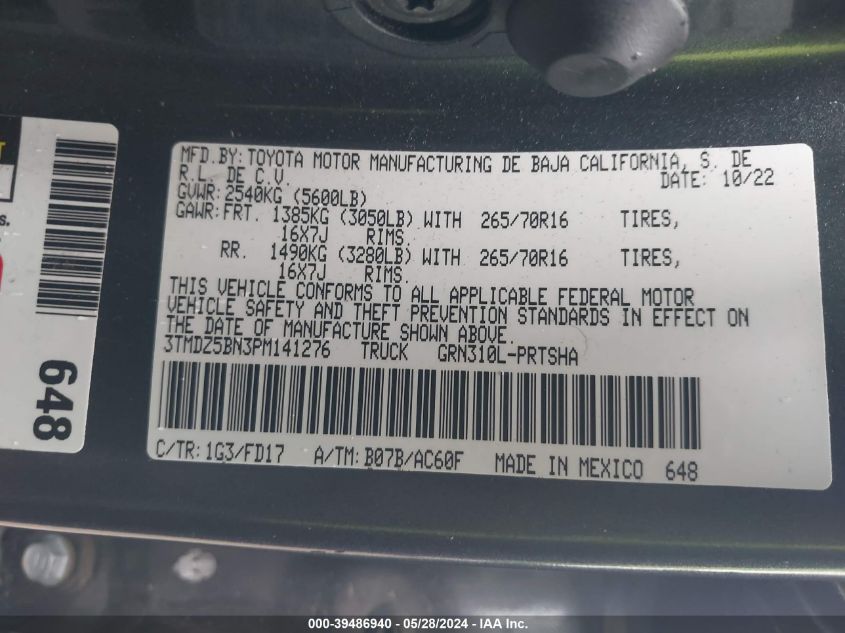 MFD.BY:TOYOTA MOTOR MANUFACTURING DE BAJA CALIFORNIA, S. DE
R.L. DE C.V. DATE: 10/22
GVWR:2540KG (5600LB)
GAWR:FRT. 1385KG (3050LB) WITH 265/70R16 TIRES,
16X7J RIMS.
RR. 1490KG (3280LB) WITH 265/70R16 TIRES,
16X7J RIMS.
THIS VEHICLE CONFORMS TO ALL APPLICABLE FEDERAL MOTOR
VEHICLE SAFETY AND THEFT PREVENTION STANDARDS IN EFFECT ON
THE DATE OF MANUFACTURE SHOWN ABOVE.
3TMDZ5BN3PM141276 TRUCK GRN310L-PRTSHA
C/TR:1G3/FD17 A/TM:B07B/AC60F MADE IN MEXICO 648
648
000-39486940 - 05/28/2024 - IAA Inc.